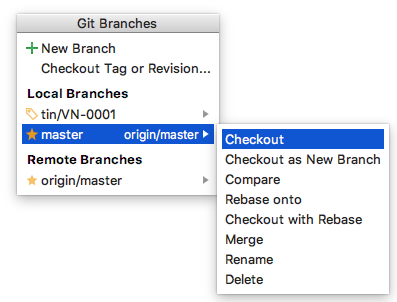 Git Branches
New Branch
Checkout Tag or Revision...
Local Branches
tin/VN-0001
master origin/master
Remote Branches
origin/master
Checkout
Checkout as New Branch
Compare
Rebase onto
Checkout with Rebase
Merge
Rename
Delete